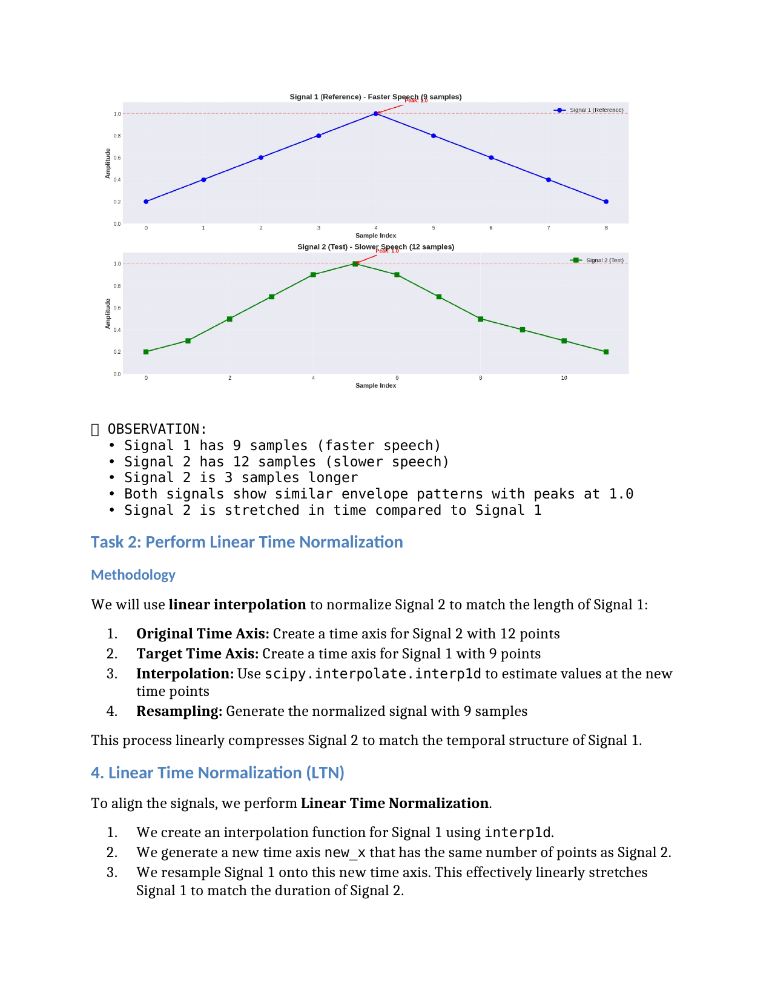 Signal 1 (Reference) - Faster Speech (9 samples)
Peak: 1.0
Signal 1 (Reference)
1.0
0.8
0.6
0.4
0.2
0.0
Amplitude
0 1 2 3 4 5 6 7 8
Sample Index
Signal 2 (Test) - Slower Speech (12 samples)
Peak: 1.0
Signal 2 (Test)
1.0
0.8
0.6
0.4
0.2
0.0
Amplitude
0 2 4 6 8 10
Sample Index
OBSERVATION:
• Signal 1 has 9 samples (faster speech)
• Signal 2 has 12 samples (slower speech)
• Signal 2 is 3 samples longer
• Both signals show similar envelope patterns with peaks at 1.0
• Signal 2 is stretched in time compared to Signal 1
Task 2: Perform Linear Time Normalization
Methodology
We will use linear interpolation to normalize Signal 2 to match the length of Signal 1:
1. Original Time Axis: Create a time axis for Signal 2 with 12 points
2. Target Time Axis: Create a time axis for Signal 1 with 9 points
3. Interpolation: Use scipy.interpolate.interp1d to estimate values at the new
time points
4. Resampling: Generate the normalized signal with 9 samples
This process linearly compresses Signal 2 to match the temporal structure of Signal 1.
4. Linear Time Normalization (LTN)
To align the signals, we perform Linear Time Normalization.
1. We create an interpolation function for Signal 1 using interp1d.
2. We generate a new time axis new_x that has the same number of points as Signal 2.
3. We resample Signal 1 onto this new time axis. This effectively linearly stretches
Signal 1 to match the duration of Signal 2.